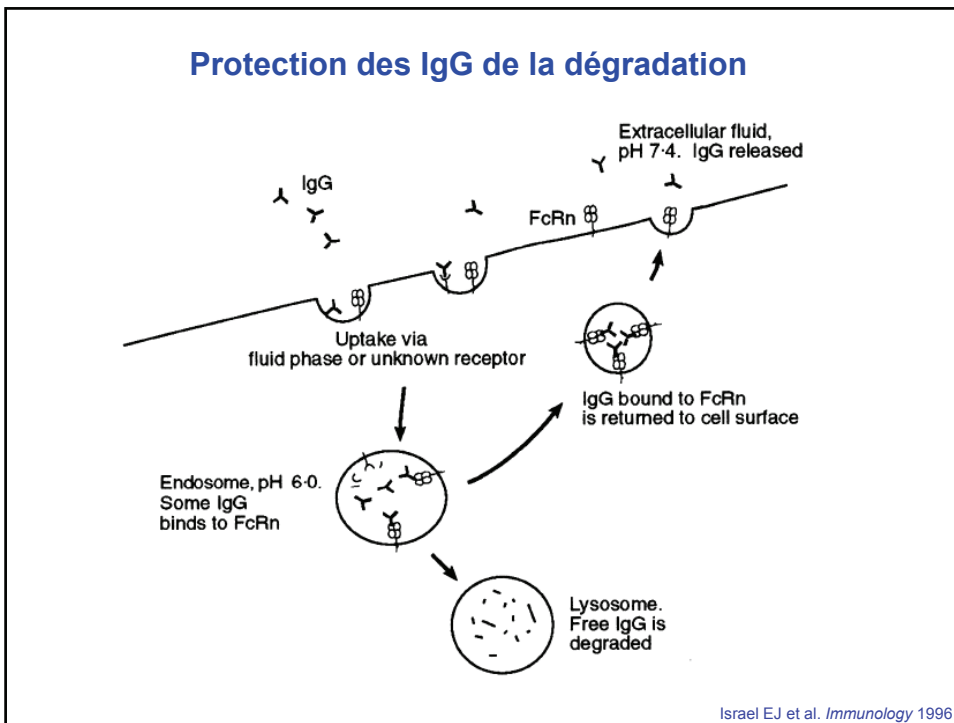 Protection des IgG de la dégradation
Extracellular fluid,
pH 7·4. IgG released
IgG
FcRn
Uptake via
fluid phase or unknown receptor
IgG bound to FcRn
is returned to cell surface
Endosome, pH 6·0.
Some IgG
binds to FcRn
Lysosome.
Free IgG is
degraded
Israel EJ et al. Immunology 1996